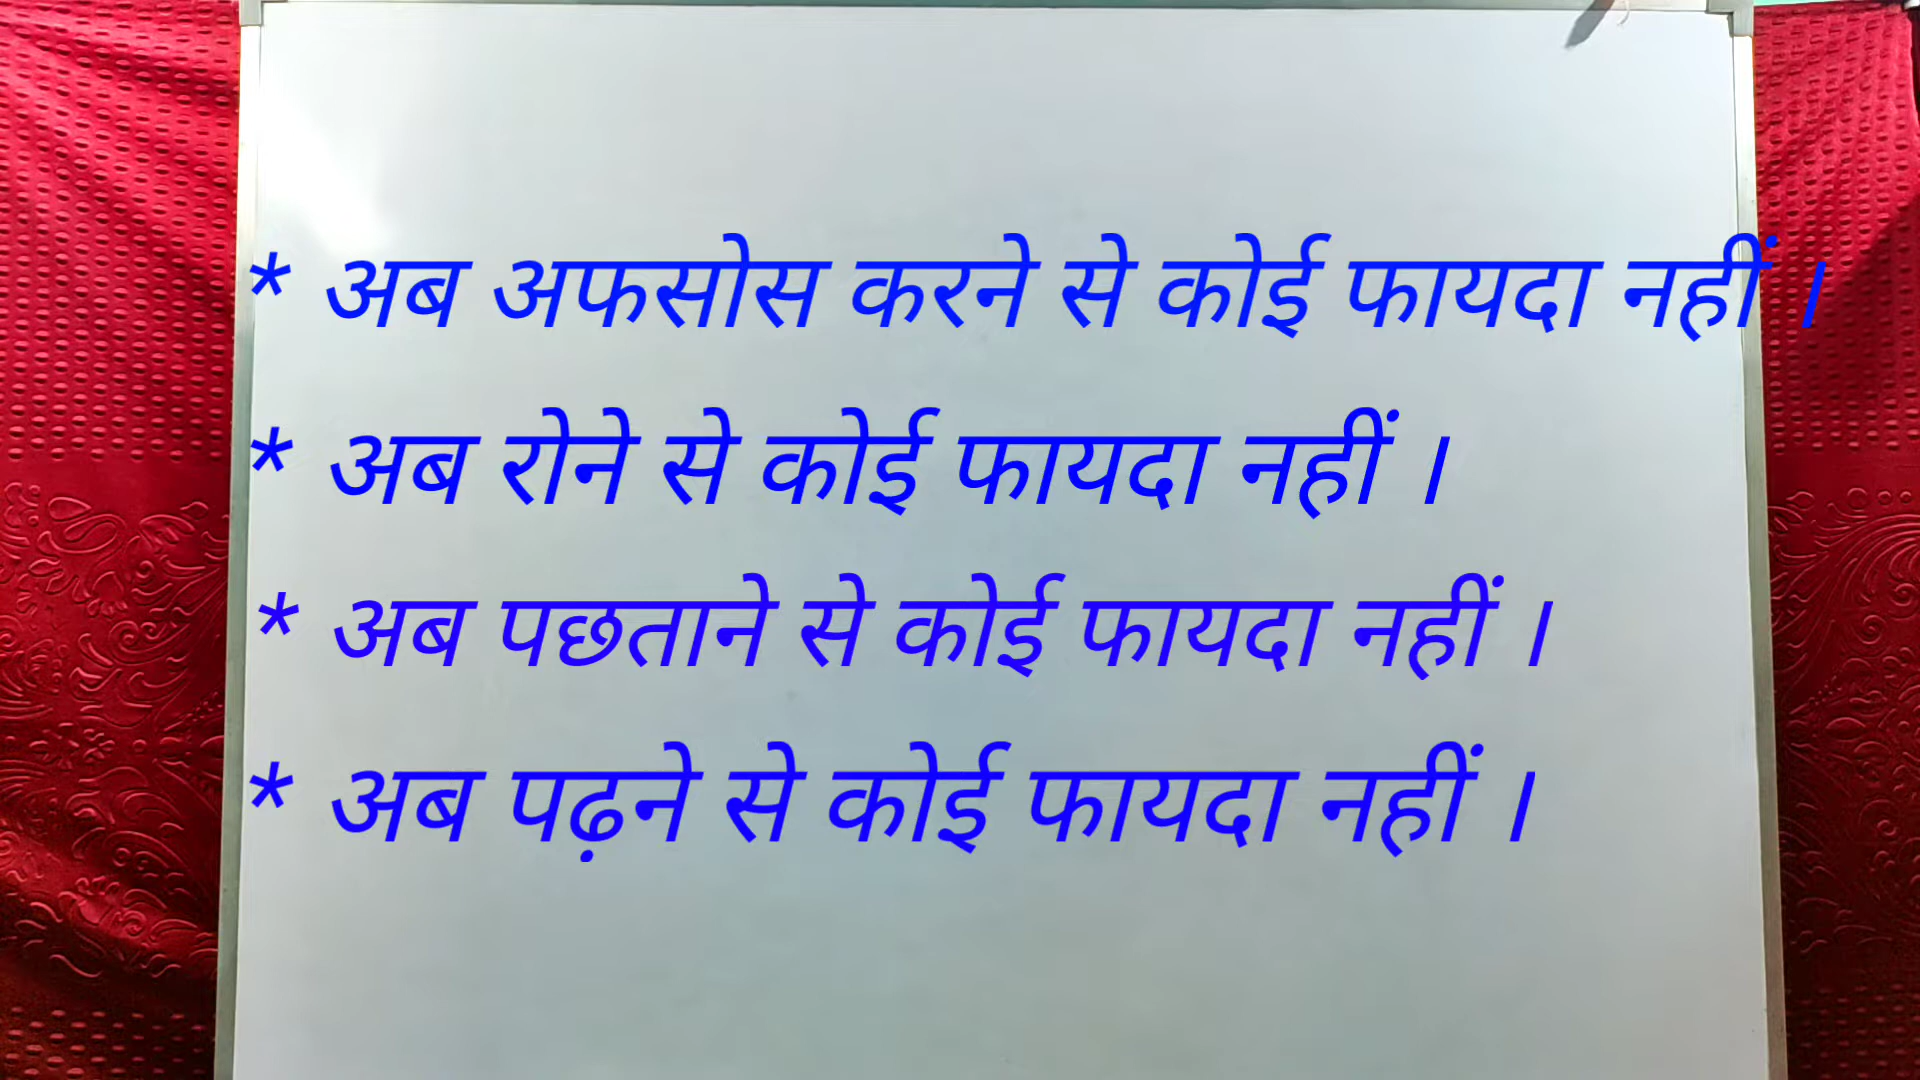 * अब अफसोस करने से कोई फायदा नहीं ।
* अब रोने से कोई फायदा नहीं ।
* अब पछताने से कोई फायदा नहीं ।
* अब पढ़ने से कोई फायदा नहीं ।